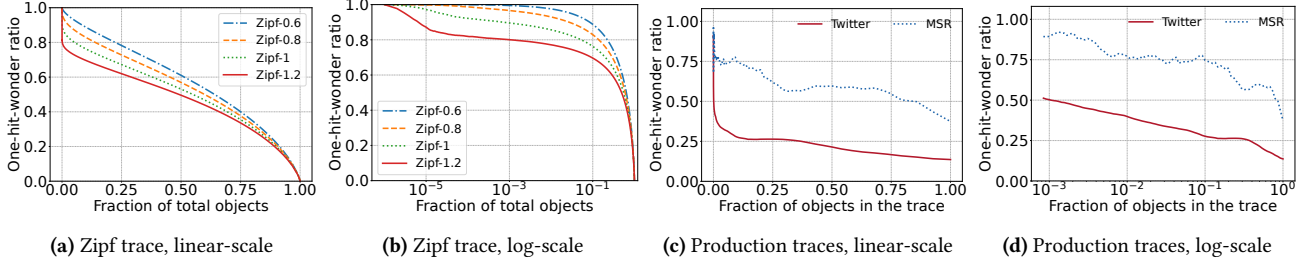 One-hit-wonder ratio
1.0
0.8
0.6
0.4
0.2
0.0
Zipf-0.6
Zipf-0.8
Zipf-1
Zipf-1.2
0.00 0.25 0.50 0.75 1.00
Fraction of total objects
(a) Zipf trace, linear-scale
One-hit-wonder ratio
1.0
0.8
0.6
0.4
0.2
0.0
Zipf-0.6
Zipf-0.8
Zipf-1
Zipf-1.2
10⁻⁵ 10⁻³ 10⁻¹
Fraction of total objects
(b) Zipf trace, log-scale
One-hit-wonder ratio
1.00
0.75
0.50
0.25
0.00
Twitter MSR
0.00 0.25 0.50 0.75 1.00
Fraction of objects in the trace
(c) Production traces, linear-scale
One-hit-wonder ratio
1.00
0.75
0.50
0.25
0.00
Twitter MSR
10⁻³ 10⁻² 10⁻¹ 10⁰
Fraction of objects in the trace
(d) Production traces, log-scale